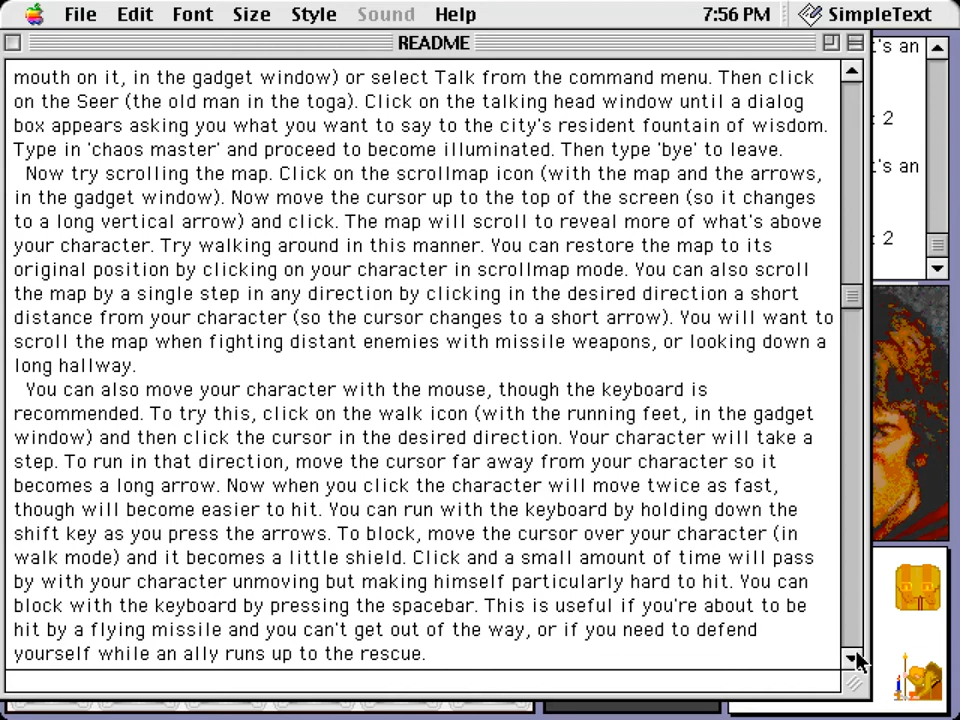 File Edit Font Size Style Sound Help 7:56 PM SimpleText
README
mouth on it, in the gadget window) or select Talk from the command menu. Then click
on the Seer (the old man in the toga). Click on the talking head window until a dialog
box appears asking you what you want to say to the city's resident fountain of wisdom.
Type in 'chaos master' and proceed to become illuminated. Then type 'bye' to leave.
Now try scrolling the map. Click on the scrollmap icon (with the map and the arrows,
in the gadget window). Now move the cursor up to the top of the screen (so it changes
to a long vertical arrow) and click. The map will scroll to reveal more of what's above
your character. Try walking around in this manner. You can restore the map to its
original position by clicking on your character in scrollmap mode. You can also scroll
the map by a single step in any direction by clicking in the desired direction a short
distance from your character (so the cursor changes to a short arrow). You will want to
scroll the map when fighting distant enemies with missile weapons, or looking down a
long hallway.
You can also move your character with the mouse, though the keyboard is
recommended. To try this, click on the walk icon (with the running feet, in the gadget
window) and then click the cursor in the desired direction. Your character will take a
step. To run in that direction, move the cursor far away from your character so it
becomes a long arrow. Now when you click the character will move twice as fast,
though will become easier to hit. You can run with the keyboard by holding down the
shift key as you press the arrows. To block, move the cursor over your character (in
walk mode) and it becomes a little shield. Click and a small amount of time will pass
by with your character unmoving but making himself particularly hard to hit. You can
block with the keyboard by pressing the spacebar. This is useful if you're about to be
hit by a flying missile and you can't get out of the way, or if you need to defend
yourself while an ally runs up to the rescue.
t's an
: 2
t's an
: 2